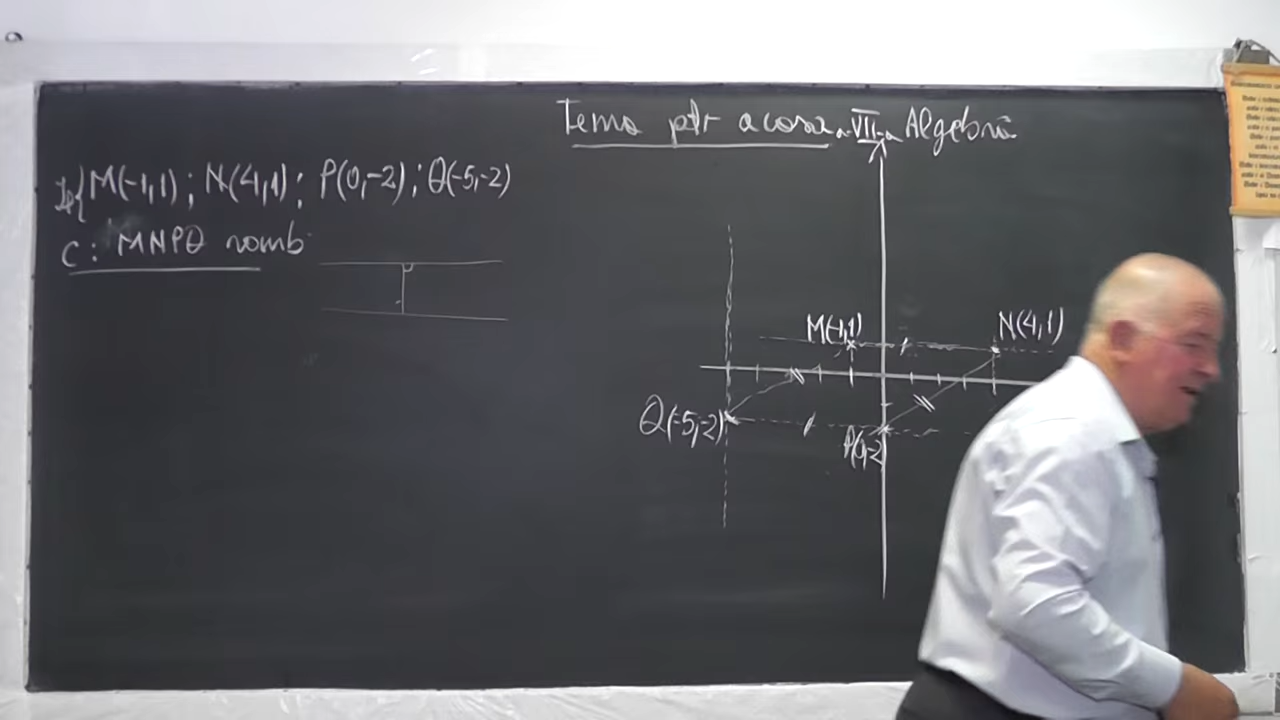 Tema ptr acasa a-VII-a Algebră
Ip{M(-1,1); N(4,1); P(0,-2); Q(-5,-2)
C: MNPQ romb
M(-1,1)
N(4,1)
Q(-5,-2)
P(0,-2